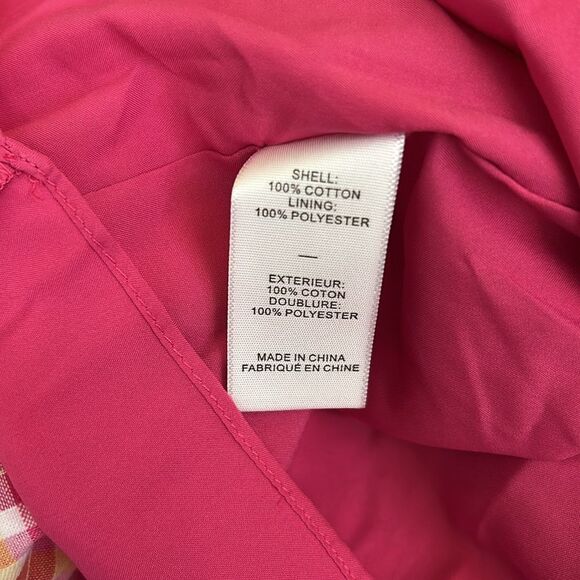 SHELL:
100% COTTON
LINING:
100% POLYESTER
—
EXTERIEUR:
100% COTON
DOUBLURE:
100% POLYESTER
MADE IN CHINA
FABRIQUÉ EN CHINE